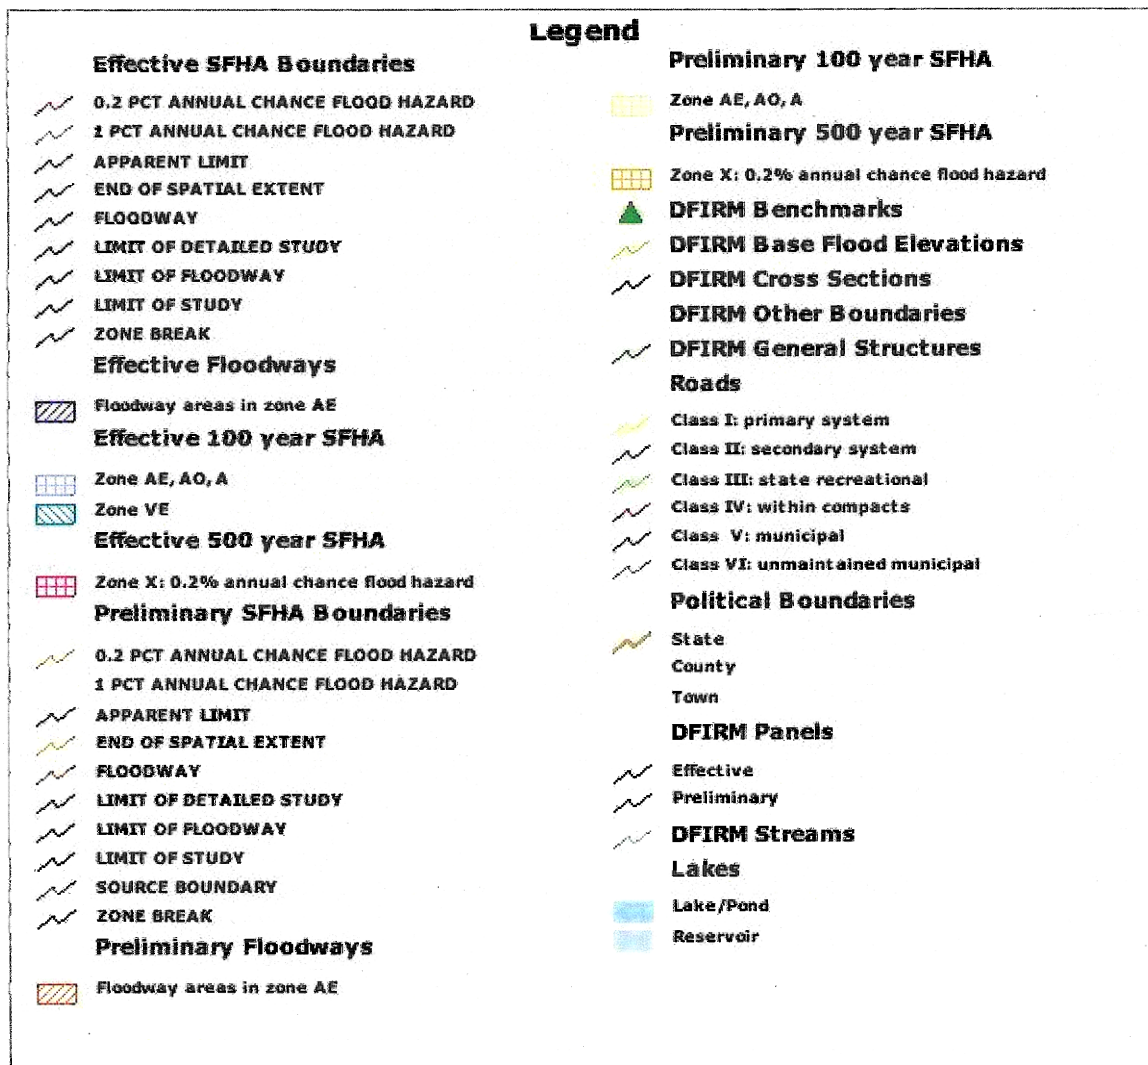 Legend
Effective SFHA Boundaries
0.2 PCT ANNUAL CHANCE FLOOD HAZARD
1 PCT ANNUAL CHANCE FLOOD HAZARD
APPARENT LIMIT
END OF SPATIAL EXTENT
FLOODWAY
LIMIT OF DETAILED STUDY
LIMIT OF FLOODWAY
LIMIT OF STUDY
ZONE BREAK
Effective Floodways
Floodway areas in zone AE
Effective 100 year SFHA
Zone AE, AO, A
Zone VE
Effective 500 year SFHA
Zone X: 0.2% annual chance flood hazard
Preliminary SFHA Boundaries
0.2 PCT ANNUAL CHANCE FLOOD HAZARD
1 PCT ANNUAL CHANCE FLOOD HAZARD
APPARENT LIMIT
END OF SPATIAL EXTENT
FLOODWAY
LIMIT OF DETAILED STUDY
LIMIT OF FLOODWAY
LIMIT OF STUDY
SOURCE BOUNDARY
ZONE BREAK
Preliminary Floodways
Floodway areas in zone AE
Preliminary 100 year SFHA
Zone AE, AO, A
Preliminary 500 year SFHA
Zone X: 0.2% annual chance flood hazard
DFIRM Benchmarks
DFIRM Base Flood Elevations
DFIRM Cross Sections
DFIRM Other Boundaries
DFIRM General Structures
Roads
Class I: primary system
Class II: secondary system
Class III: state recreational
Class IV: within compacts
Class V: municipal
Class VI: unmaintained municipal
Political Boundaries
State
County
Town
DFIRM Panels
Effective
Preliminary
DFIRM Streams
Lakes
Lake/Pond
Reservoir